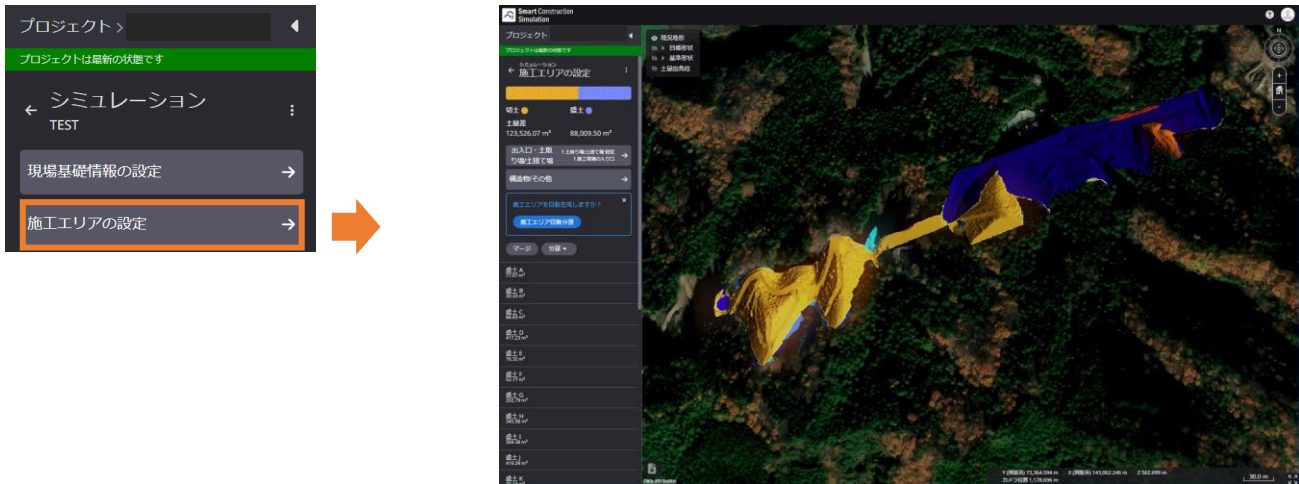 プロジェクト >
プロジェクトは最新の状態です
シミュレーション
TEST
現場基礎情報の設定
施工エリアの設定
Smart Construction
Simulation
プロジェクト
プロジェクトは最新の状態です
シミュレーション
施工エリアの設定
切土
盛土
土量差
123,526.07 m³
88,009.50 m³
出入口・土取
り場/土捨て場
構造物/その他
施工エリアを自動生成しますか?
施工エリア自動分割
マージ
分割
盛土 A
盛土 B
盛土 C
盛土 D
盛土 E
盛土 F
盛土 G
盛土 H
盛土 I
盛土 J
盛土 K
現況地形
目標形状
基準形状
土量四角柱
N
30.0 m